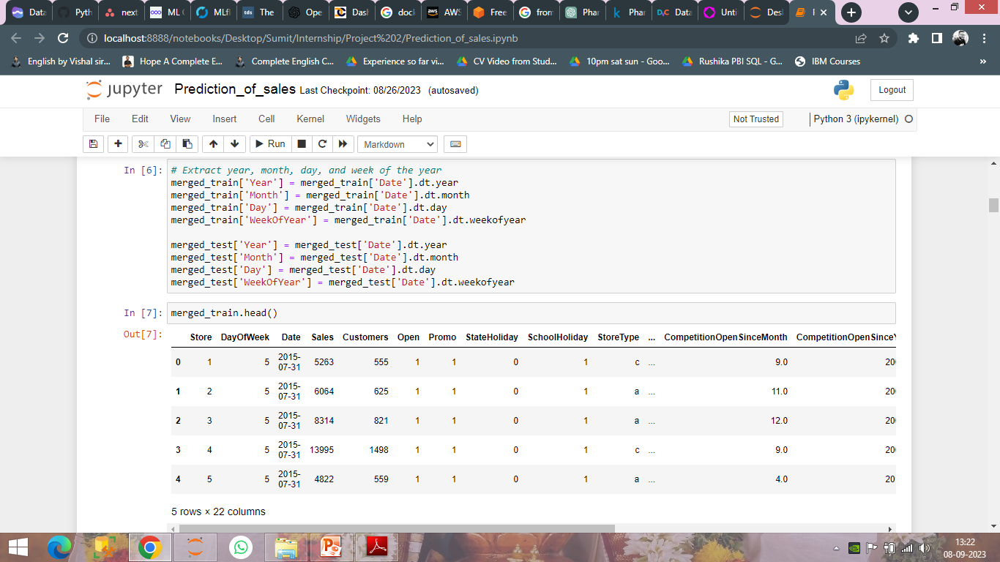 Data
Pyth
next
ML
MLfl
tds The
Ope
Das
dock
aws AWS
Free
from
Phar
k Phar
DVC Data
Unti
Des
localhost:8888/notebooks/Desktop/Sumit/Internship/Project%202/Prediction_of_sales.ipynb
English by Vishal sir...
Hope A Complete E...
Complete English C...
Experience so far vi...
CV Video from Stud...
10pm sat sun - Goo...
Rushika PBI SQL - G...
IBM Courses
»
jupyter Prediction_of_sales Last Checkpoint: 08/26/2023 (autosaved)
Logout
File Edit View Insert Cell Kernel Widgets Help
Not Trusted
Python 3 (ipykernel)
Run
Markdown
In [6]:
# Extract year, month, day, and week of the year
merged_train['Year'] = merged_train['Date'].dt.year
merged_train['Month'] = merged_train['Date'].dt.month
merged_train['Day'] = merged_train['Date'].dt.day
merged_train['WeekOfYear'] = merged_train['Date'].dt.weekofyear
merged_test['Year'] = merged_test['Date'].dt.year
merged_test['Month'] = merged_test['Date'].dt.month
merged_test['Day'] = merged_test['Date'].dt.day
merged_test['WeekOfYear'] = merged_test['Date'].dt.weekofyear
In [7]: merged_train.head()
Out[7]:
Store DayOfWeek Date Sales Customers Open Promo StateHoliday SchoolHoliday StoreType ... CompetitionOpenSinceMonth CompetitionOpenSinceY
0 1 5 2015-07-31 5263 555 1 1 0 1 c ... 9.0 200
1 2 5 2015-07-31 6064 625 1 1 0 1 a ... 11.0 200
2 3 5 2015-07-31 8314 821 1 1 0 1 a ... 12.0 200
3 4 5 2015-07-31 13995 1498 1 1 0 1 c ... 9.0 200
4 5 5 2015-07-31 4822 559 1 1 0 1 a ... 4.0 20
5 rows × 22 columns
13:22
08-09-2023